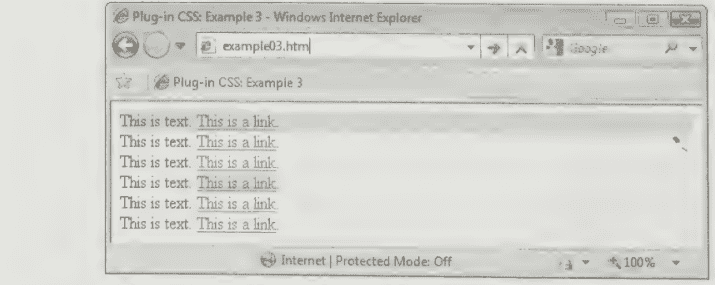 Plug-in CSS: Example 3 - Windows Internet Explorer
example03.htm
Google
Plug-in CSS: Example 3
This is text. This is a link.
This is text. This is a link.
This is text. This is a link.
This is text. This is a link.
This is text. This is a link.
This is text. This is a link.
Internet | Protected Mode: Off
100%